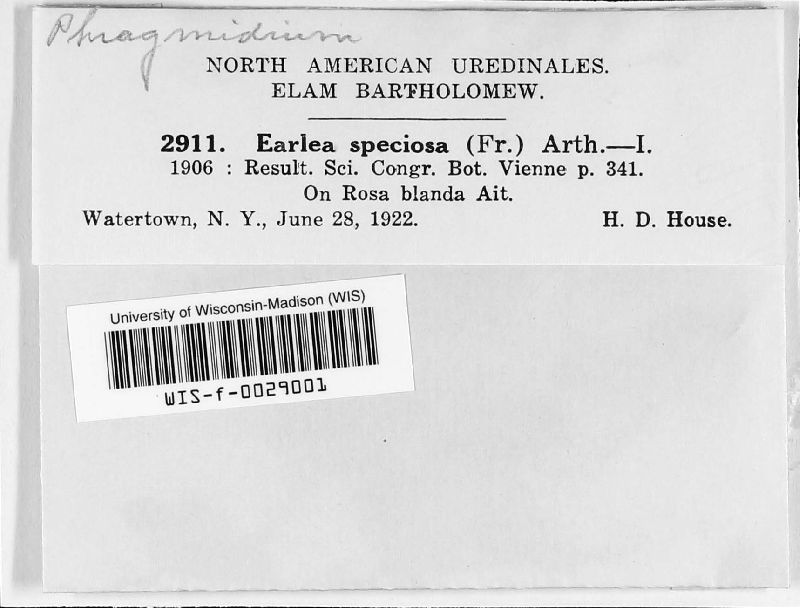 Phragmidium
NORTH AMERICAN UREDINALES.
ELAM BARTHOLOMEW.
2911. Earlea speciosa (Fr.) Arth.—I.
1906 : Result. Sci. Congr. Bot. Vienne p. 341.
On Rosa blanda Ait.
Watertown, N. Y., June 28, 1922. H. D. House.
University of Wisconsin-Madison (WIS)
WIS-f-0029001